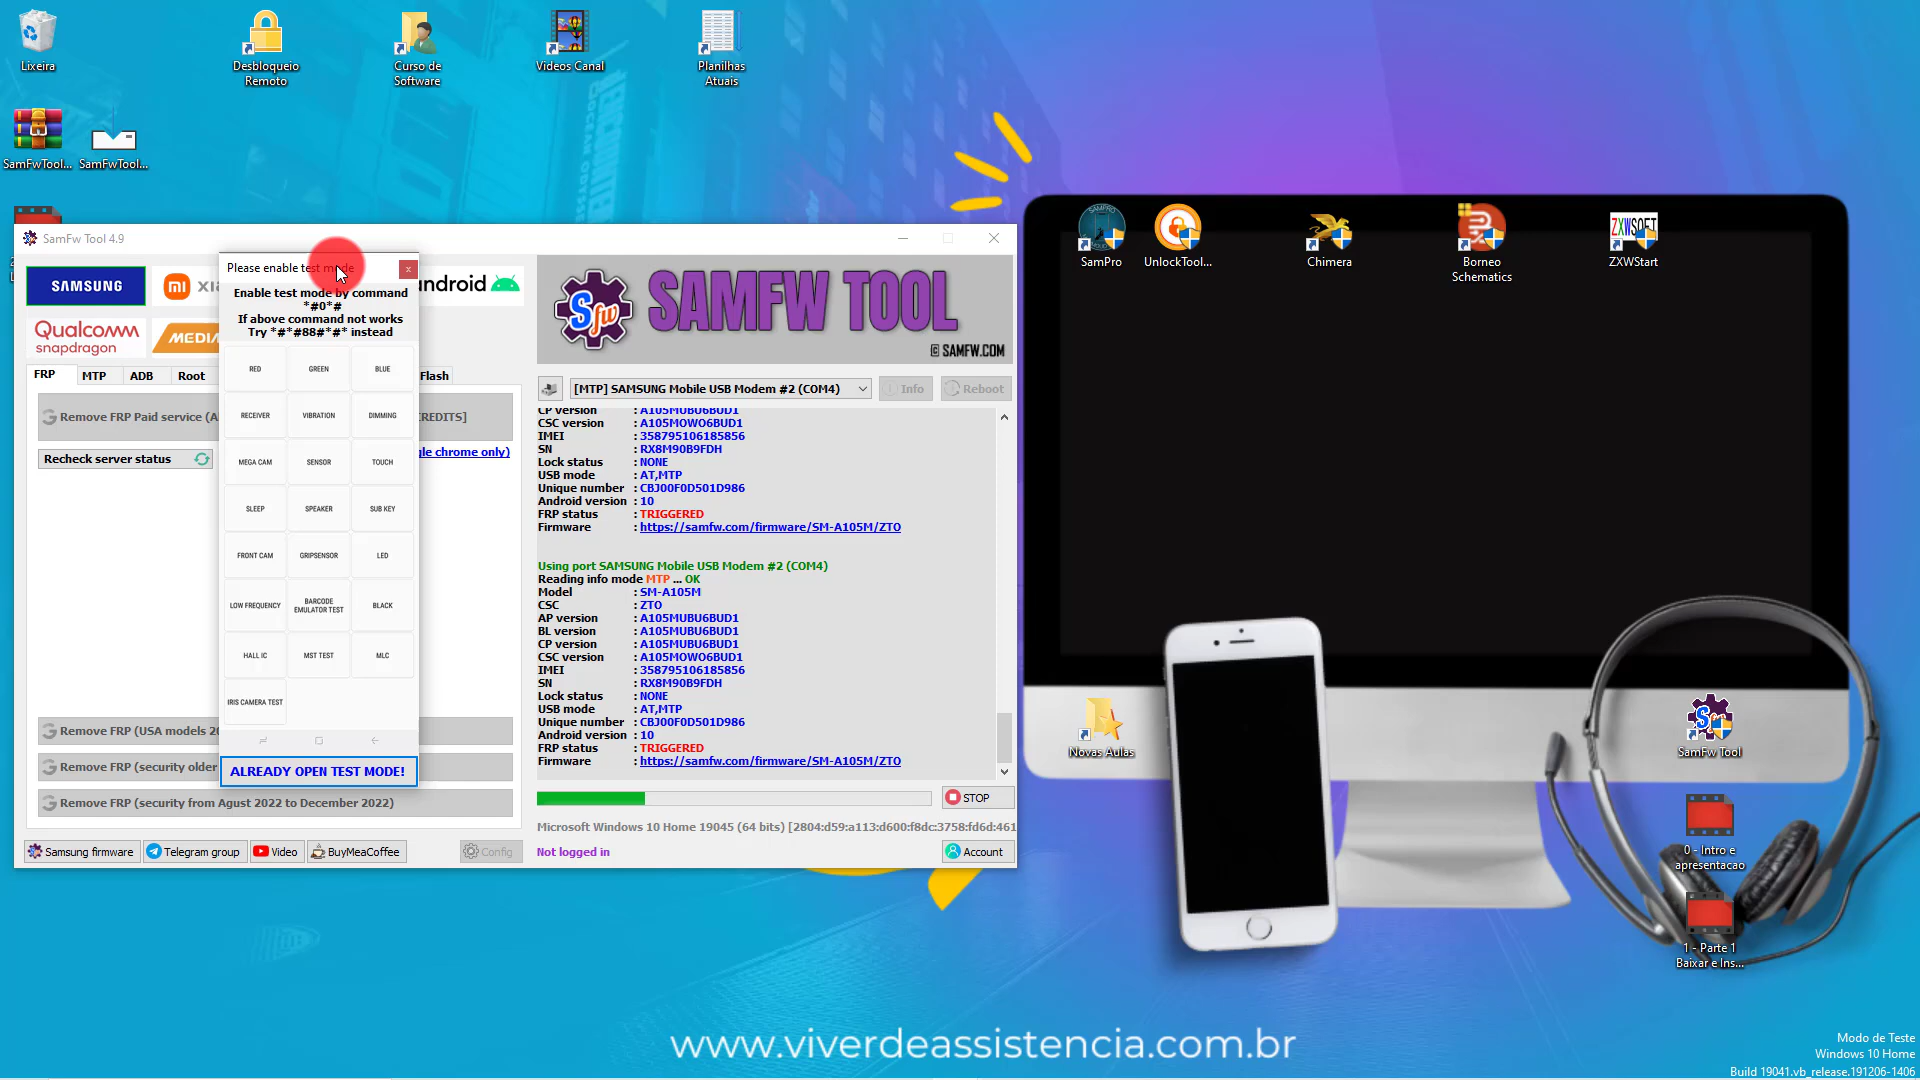 Lixeira
Desbloqueio
Remoto
Curso de
Software
Videos Canal
Planilhas
Atuais
SamFwTool...
SamFwTool...
SamFw Tool 4.9
SAMSUNG
Please enable test mode
x
Enable test mode by command
*#0*#
If above command not works
Try *#*#88#*#* instead
mi
android
Qualcomm
snapdragon
MEDI
FRP
MTP
ADB
Root
Flash
Remove FRP Paid service (A
REDITS]
Recheck server status
gle chrome only)
RED
GREEN
BLUE
RECEIVER
VIBRATION
DIMMING
MEGA CAM
SENSOR
TOUCH
SLEEP
SPEAKER
SUB KEY
FRONT CAM
GRIPSENSOR
LED
LOW FREQUENCY
BARCODE
EMULATOR TEST
BLACK
HALL IC
MST TEST
MLC
IRIS CAMERA TEST
ALREADY OPEN TEST MODE!
Remove FRP (USA models 20
Remove FRP (security older
Remove FRP (security from Agust 2022 to December 2022)
Samsung firmware
Telegram group
Video
BuyMeaCoffee
Config
Sfw
SAMFW TOOL
© SAMFW.COM
[MTP] SAMSUNG Mobile USB Modem #2 (COM4)
Info
Reboot
CP version : A105MUBU6BUD1
CSC version : A105MOWO6BUD1
IMEI : 358795106185856
SN : RX8M90B9FDH
Lock status : NONE
USB mode : AT,MTP
Unique number : CBJ00F0D501D986
Android version : 10
FRP status : TRIGGERED
Firmware : https://samfw.com/firmware/SM-A105M/ZTO
Using port SAMSUNG Mobile USB Modem #2 (COM4)
Reading info mode MTP ... OK
Model : SM-A105M
CSC : ZTO
AP version : A105MUBU6BUD1
BL version : A105MUBU6BUD1
CP version : A105MUBU6BUD1
CSC version : A105MOWO6BUD1
IMEI : 358795106185856
SN : RX8M90B9FDH
Lock status : NONE
USB mode : AT,MTP
Unique number : CBJ00F0D501D986
Android version : 10
FRP status : TRIGGERED
Firmware : https://samfw.com/firmware/SM-A105M/ZTO
STOP
Microsoft Windows 10 Home 19045 (64 bits) [2804:d59:a113:d600:f8dc:3758:fd6d:461
Not logged in
Account
SamPro
UnlockTool...
Chimera
Borneo
Schematics
ZXWSOFT
ZXWStart
Novas Aulas
SamFw Tool
0 - Intro e
apresentacao
1 - Parte 1
Baixar e Ins...
www.viverdeassistencia.com.br
Modo de Teste
Windows 10 Home
Build 19041.vb_release.191206-1406